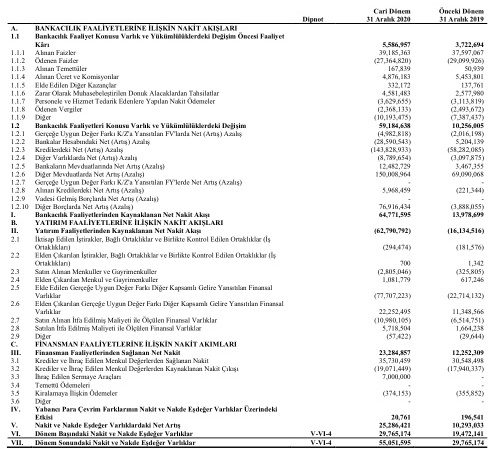 Cari Dönem Önceki Dönem
Dipnot 31 Aralık 2020 31 Aralık 2019
A. BANKACILIK FAALİYETLERİNE İLİŞKİN NAKİT AKIŞLARI
1.1 Bankacılık Faaliyet Konusu Varlık ve Yükümlülüklerdeki Değişim Öncesi Faaliyet
Kârı 5,586,957 3,722,694
1.1.1 Alınan Faizler 39,185,363 37,597,067
1.1.2 Ödenen Faizler (27,364,820) (29,099,926)
1.1.3 Alınan Temettüler 167,839 50,939
1.1.4 Alınan Ücret ve Komisyonlar 4,876,183 5,453,801
1.1.5 Elde Edilen Diğer Kazançlar 332,172 137,761
1.1.6 Zarar Olarak Muhasebeleştirilen Donuk Alacaklardan Tahsilatlar 4,581,483 2,577,980
1.1.7 Personele ve Hizmet Tedarik Edenlere Yapılan Nakit Ödemeler (3,629,655) (3,113,819)
1.1.8 Ödenen Vergiler (2,368,133) (2,493,672)
1.1.9 Diğer (10,193,475) (7,387,437)
1.2 Bankacılık Faaliyetleri Konusu Varlık ve Yükümlülüklerdeki Değişim 59,184,638 10,256,005
1.2.1 Gerçeğe Uygun Değer Farkı K/Z'a Yansıtılan FV'larda Net (Artış) Azalış (4,982,818) (2,016,198)
1.2.2 Bankalar Hesabındaki Net (Artış) Azalış (28,590,543) 5,204,139
1.2.3 Kredilerdeki Net (Artış) Azalış (143,828,933) (58,282,085)
1.2.4 Diğer Varlıklarda Net (Artış) Azalış (8,789,654) (3,097,875)
1.2.5 Bankaların Mevduatlarında Net Artış (Azalış) 12,482,729 3,467,355
1.2.6 Diğer Mevduatlarda Net Artış (Azalış) 150,008,964 69,090,068
1.2.7 Gerçeğe Uygun Değer Farkı K/Z'a Yansıtılan FY'lerde Net Artış (Azalış) - -
1.2.8 Alınan Kredilerdeki Net Artış (Azalış) 5,968,459 (221,344)
1.2.9 Vadesi Gelmiş Borçlarda Net Artış (Azalış) - -
1.2.10 Diğer Borçlarda Net Artış (Azalış) 76,916,434 (3,888,055)
I. Bankacılık Faaliyetlerinden Kaynaklanan Net Nakit Akışı 64,771,595 13,978,699
B. YATIRIM FAALİYETLERİNE İLİŞKİN NAKİT AKIŞLARI
II. Yatırım Faaliyetlerinden Kaynaklanan Net Nakit Akışı (62,790,792) (16,134,516)
2.1 İktisap Edilen İştirakler, Bağlı Ortaklıklar ve Birlikte Kontrol Edilen Ortaklıklar (İş
Ortaklıkları) (294,474) (181,576)
2.2 Elden Çıkarılan İştirakler, Bağlı Ortaklıklar ve Birlikte Kontrol Edilen Ortaklıklar (İş
Ortaklıkları) 700 1,342
2.3 Satın Alınan Menkuller ve Gayrimenkuller (2,805,046) (325,805)
2.4 Elden Çıkarılan Menkul ve Gayrimenkuller 1,081,779 617,246
2.5 Elde Edilen Gerçeğe Uygun Değer Farkı Diğer Kapsamlı Gelire Yansıtılan Finansal
Varlıklar (77,707,223) (22,714,132)
2.6 Elden Çıkarılan Gerçeğe Uygun Değer Farkı Diğer Kapsamlı Gelire Yansıtılan Finansal
Varlıklar 22,252,495 11,348,566
2.7 Satın Alınan İtfa Edilmiş Maliyeti ile Ölçülen Finansal Varlıklar (10,980,105) (6,514,751)
2.8 Satılan İtfa Edilmiş Maliyeti ile Ölçülen Finansal Varlıklar 5,718,504 1,664,238
2.9 Diğer (57,422) (29,644)
C. FİNANSMAN FAALİYETLERİNE İLİŞKİN NAKİT AKIMLARI
III. Finansman Faaliyetlerinden Sağlanan Net Nakit 23,284,857 12,252,309
3.1 Krediler ve İhraç Edilen Menkul Değerlerden Sağlanan Nakit 35,730,459 30,548,498
3.2 Krediler ve İhraç Edilen Menkul Değerlerden Kaynaklanan Nakit Çıkışı (19,071,449) (17,940,337)
3.3 İhraç Edilen Sermaye Araçları 7,000,000 -
3.4 Temettü Ödemeleri - -
3.5 Kiralamaya İlişkin Ödemeler (374,153) (355,852)
3.6 Diğer - -
IV. Yabancı Para Çevrim Farklarının Nakit ve Nakde Eşdeğer Varlıklar Üzerindeki
Etkisi 20,761 196,541
V. Nakit ve Nakde Eşdeğer Varlıklardaki Net Artış 25,286,421 10,293,033
VI. Dönem Başındaki Nakit ve Nakde Eşdeğer Varlıklar V-VI-4 29,765,174 19,472,141
VII. Dönem Sonundaki Nakit ve Nakde Eşdeğer Varlıklar V-VI-4 55,051,595 29,765,174